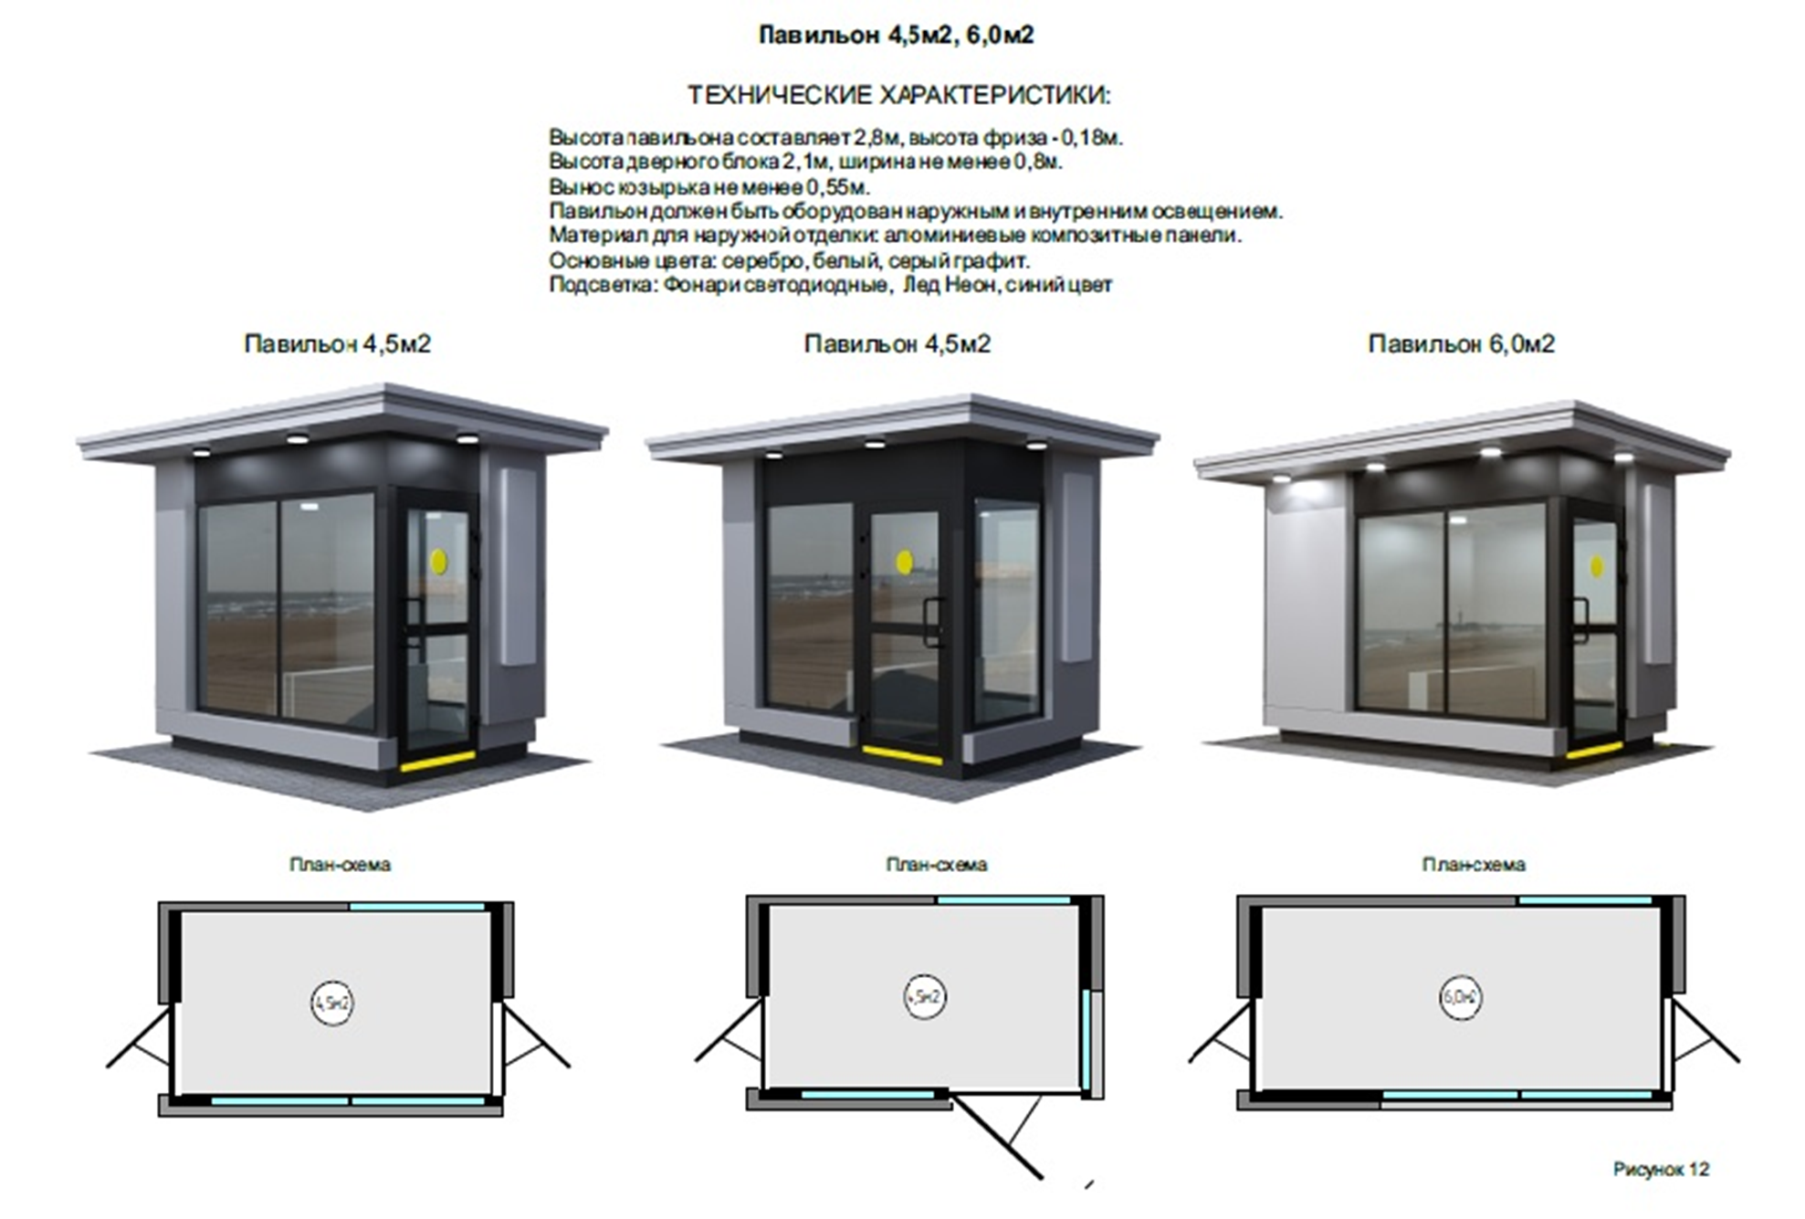 Павильон 4,5м2, 6,0м2
ТЕХНИЧЕСКИЕ ХАРАКТЕРИСТИКИ:
Высота павильона составляет 2,8м, высота фриза - 0,18м.
Высота дверного блока 2,1м, ширина не менее 0,8м.
Вынос козырька не менее 0,55м.
Павильон должен быть оборудован наружным и внутренним освещением.
Материал для наружной отделки: алюминиевые композитные панели.
Основные цвета: серебро, белый, серый графит.
Подсветка: Фонари светодиодные, Лед Неон, синий цвет
Павильон 4,5м2
Павильон 4,5м2
Павильон 6,0м2
План-схема
План-схема
План-схема
4,5м2
4,5м2
6,0м2
Рисунок 12